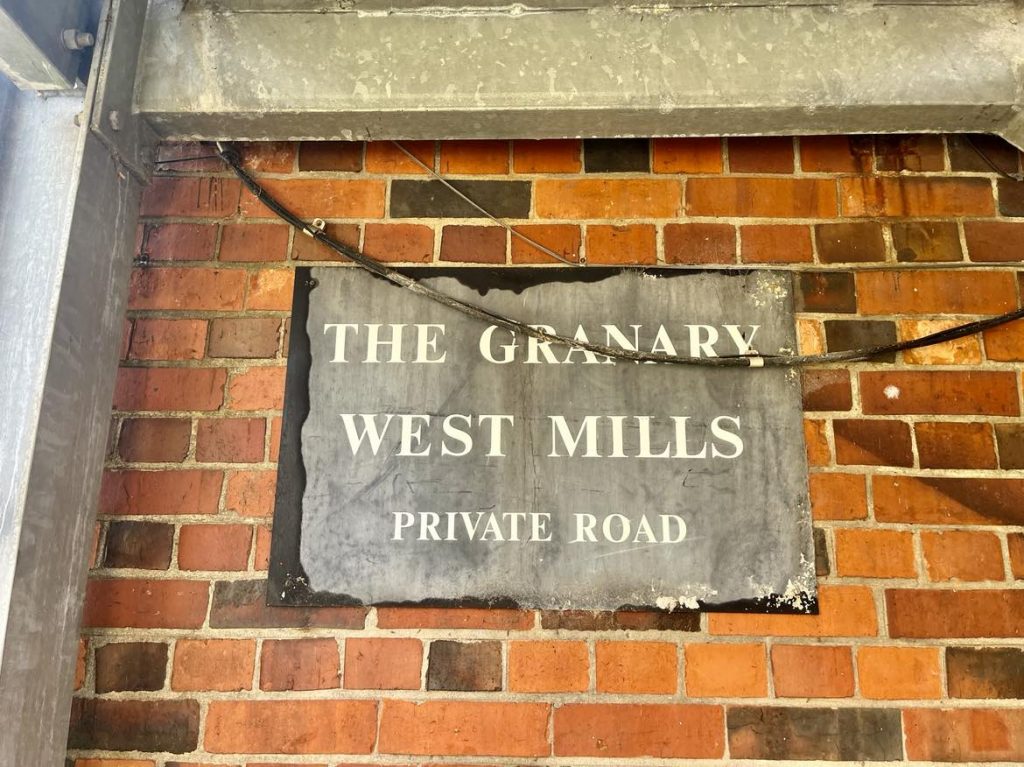 THE GRANARY
WEST MILLS
PRIVATE ROAD